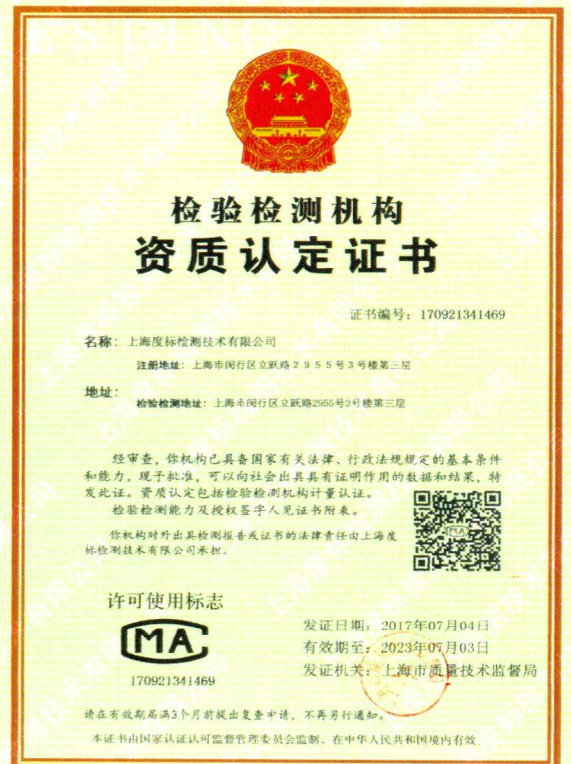 检验检测机构
资质认定证书
证书编号：170921341469
名称：上海度标检测技术有限公司
注册地址：上海市闵行区立跃路２９５５号３号楼第三层
地址：
检验检测地址：上海市闵行区立跃路2955号3号楼第三层
经审查，你机构已具备国家有关法律、行政法规规定的基本条件
和能力，现予批准，可以向社会出具具有证明作用的数据和结果，特
发此证。资质认定包括检验检测机构计量认证。
检验检测能力及授权签字人见证书附表。
你机构对外出具检测报告或证书的法律责任由上海度
标检测技术有限公司承担。
MA
许可使用标志
MA
170921341469
发证日期：2017年07月04日
有效期至：2023年07月03日
发证机关：上海市质量技术监督局
请在有效期届满3个月前提出复查申请，不再另行通知。
本证书由国家认证认可监督管理委员会监制，在中华人民共和国境内有效